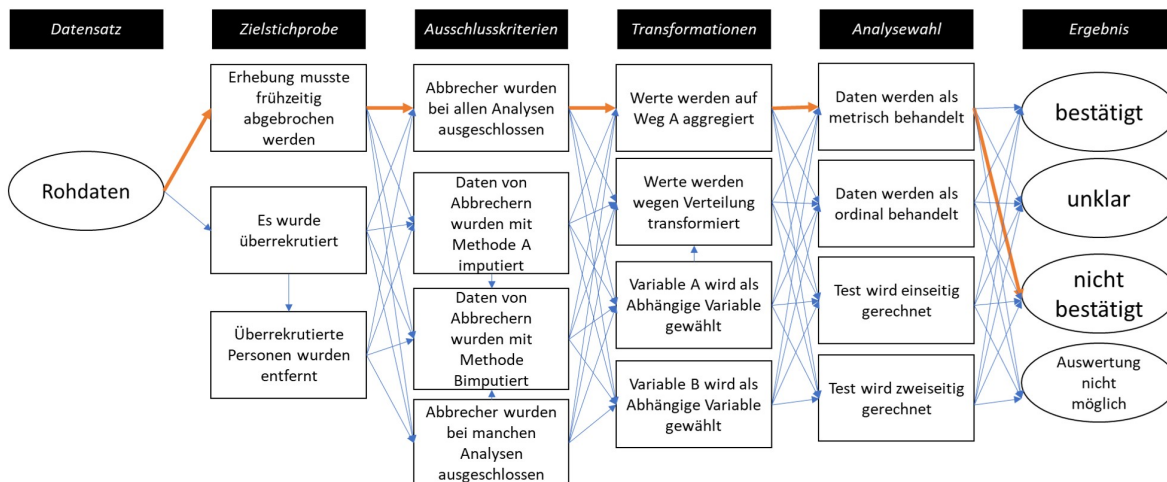 Datensatz
Zielstichprobe
Ausschlusskriterien
Transformationen
Analysewahl
Ergebnis
Rohdaten
Erhebung musste
frühzeitig
abgebrochen
werden
Es wurde
überrekrutiert
Überrekrutierte
Personen wurden
entfernt
Abbrecher wurden
bei allen Analysen
ausgeschlossen
Daten von
Abbrechern
wurden mit
Methode A
imputiert
Daten von
Abbrechern
wurden mit
Methode
Bimputiert
Abbrecher wurden
bei manchen
Analysen
ausgeschlossen
Werte werden auf
Weg A aggregiert
Werte werden
wegen Verteilung
transformiert
Variable A wird als
Abhängige Variable
gewählt
Variable B wird als
Abhängige Variable
gewählt
Daten werden als
metrisch behandelt
Daten werden als
ordinal behandelt
Test wird einseitig
gerechnet
Test wird zweiseitig
gerechnet
bestätigt
unklar
nicht
bestätigt
Auswertung
nicht
möglich